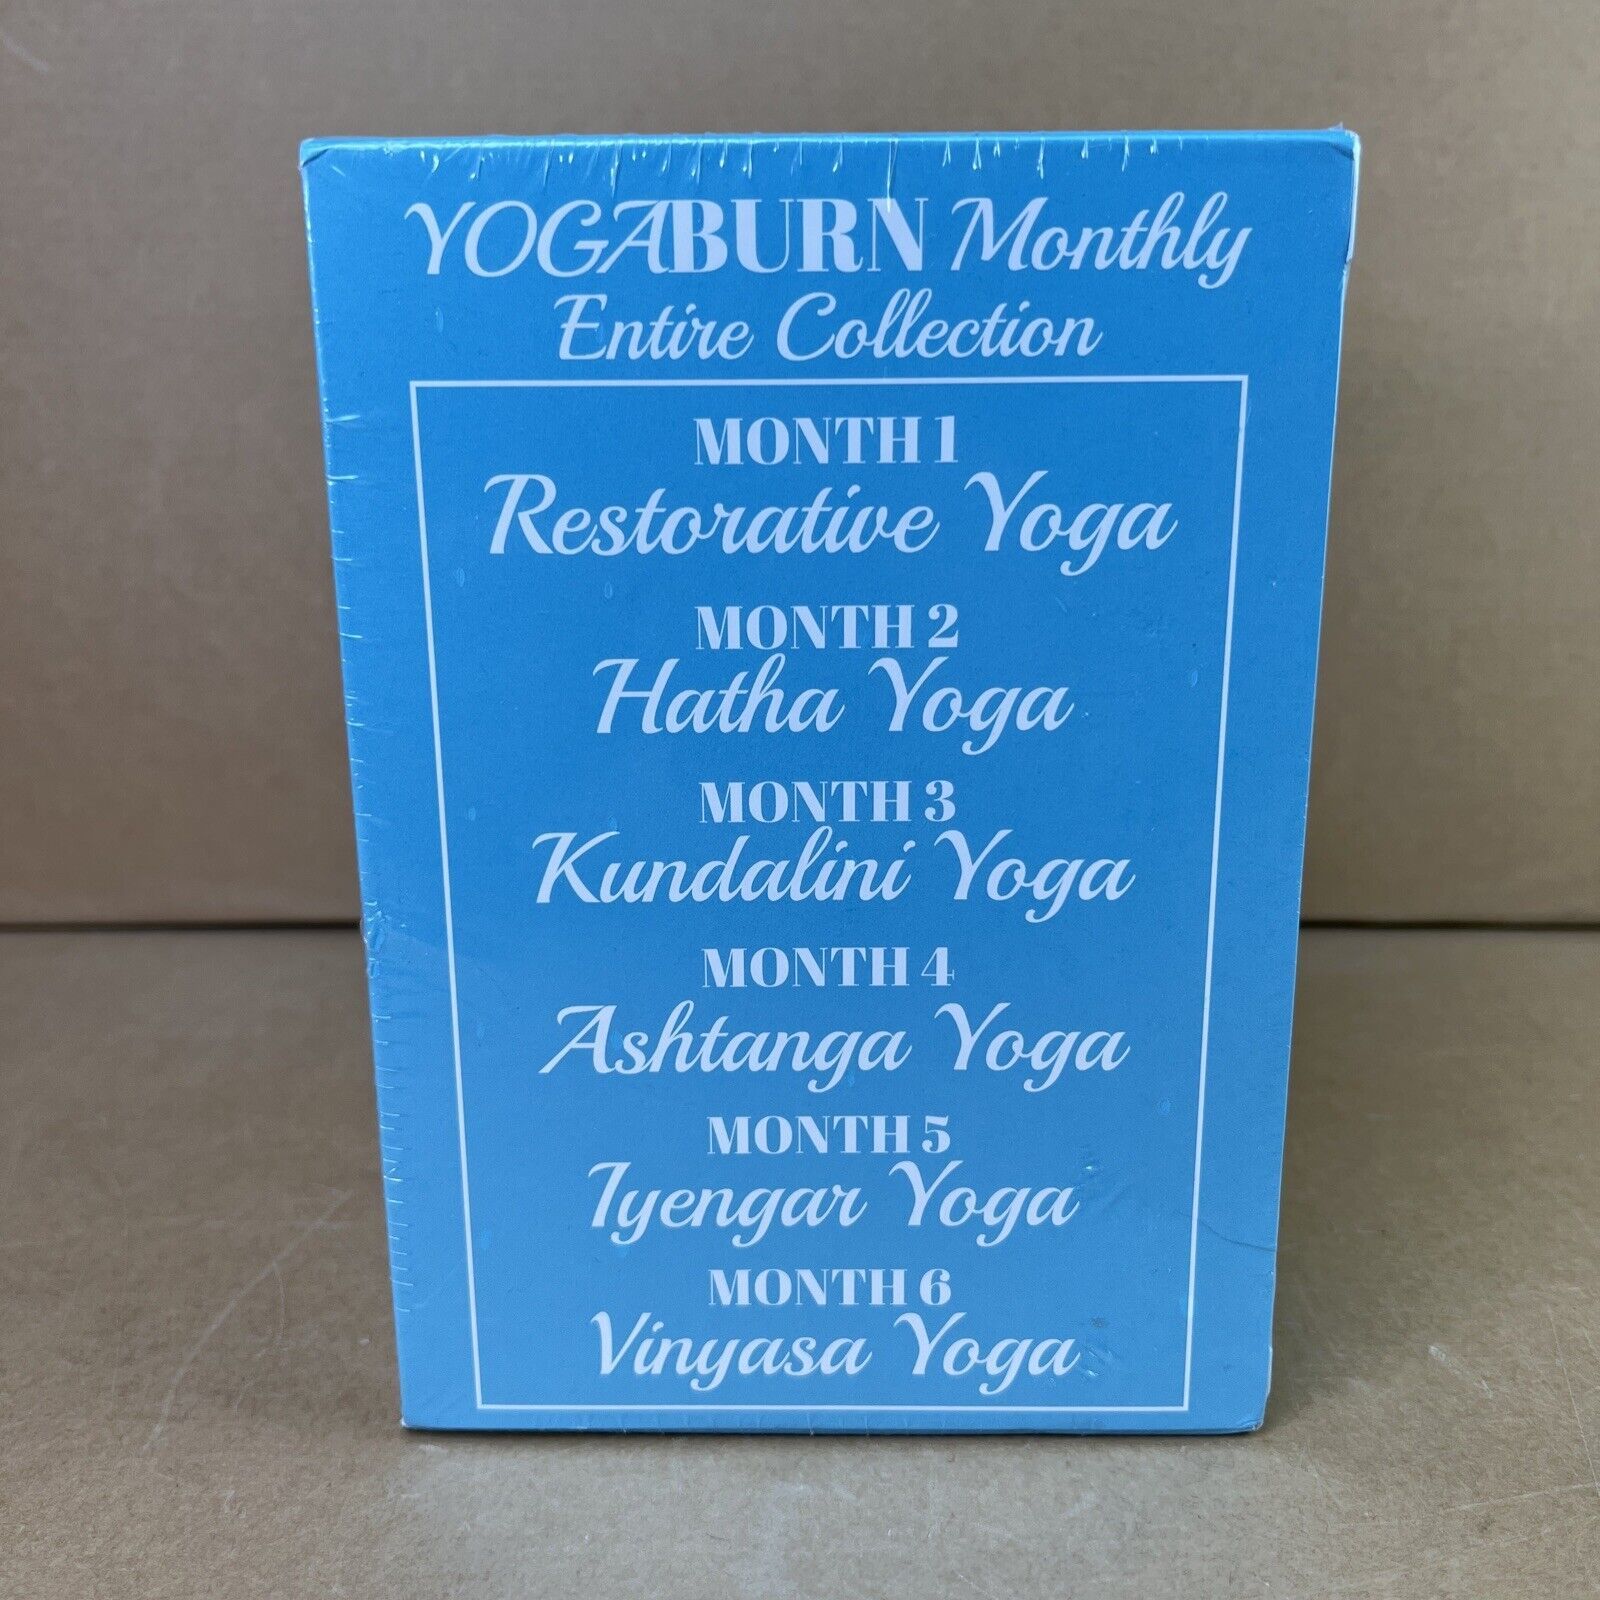 YOGABURN Monthly
Entire Collection
MONTH 1
Restorative Yoga
MONTH 2
Hatha Yoga
MONTH 3
Kundalini Yoga
MONTH 4
Ashtanga Yoga
MONTH 5
Iyengar Yoga
MONTH 6
Vinyasa Yoga